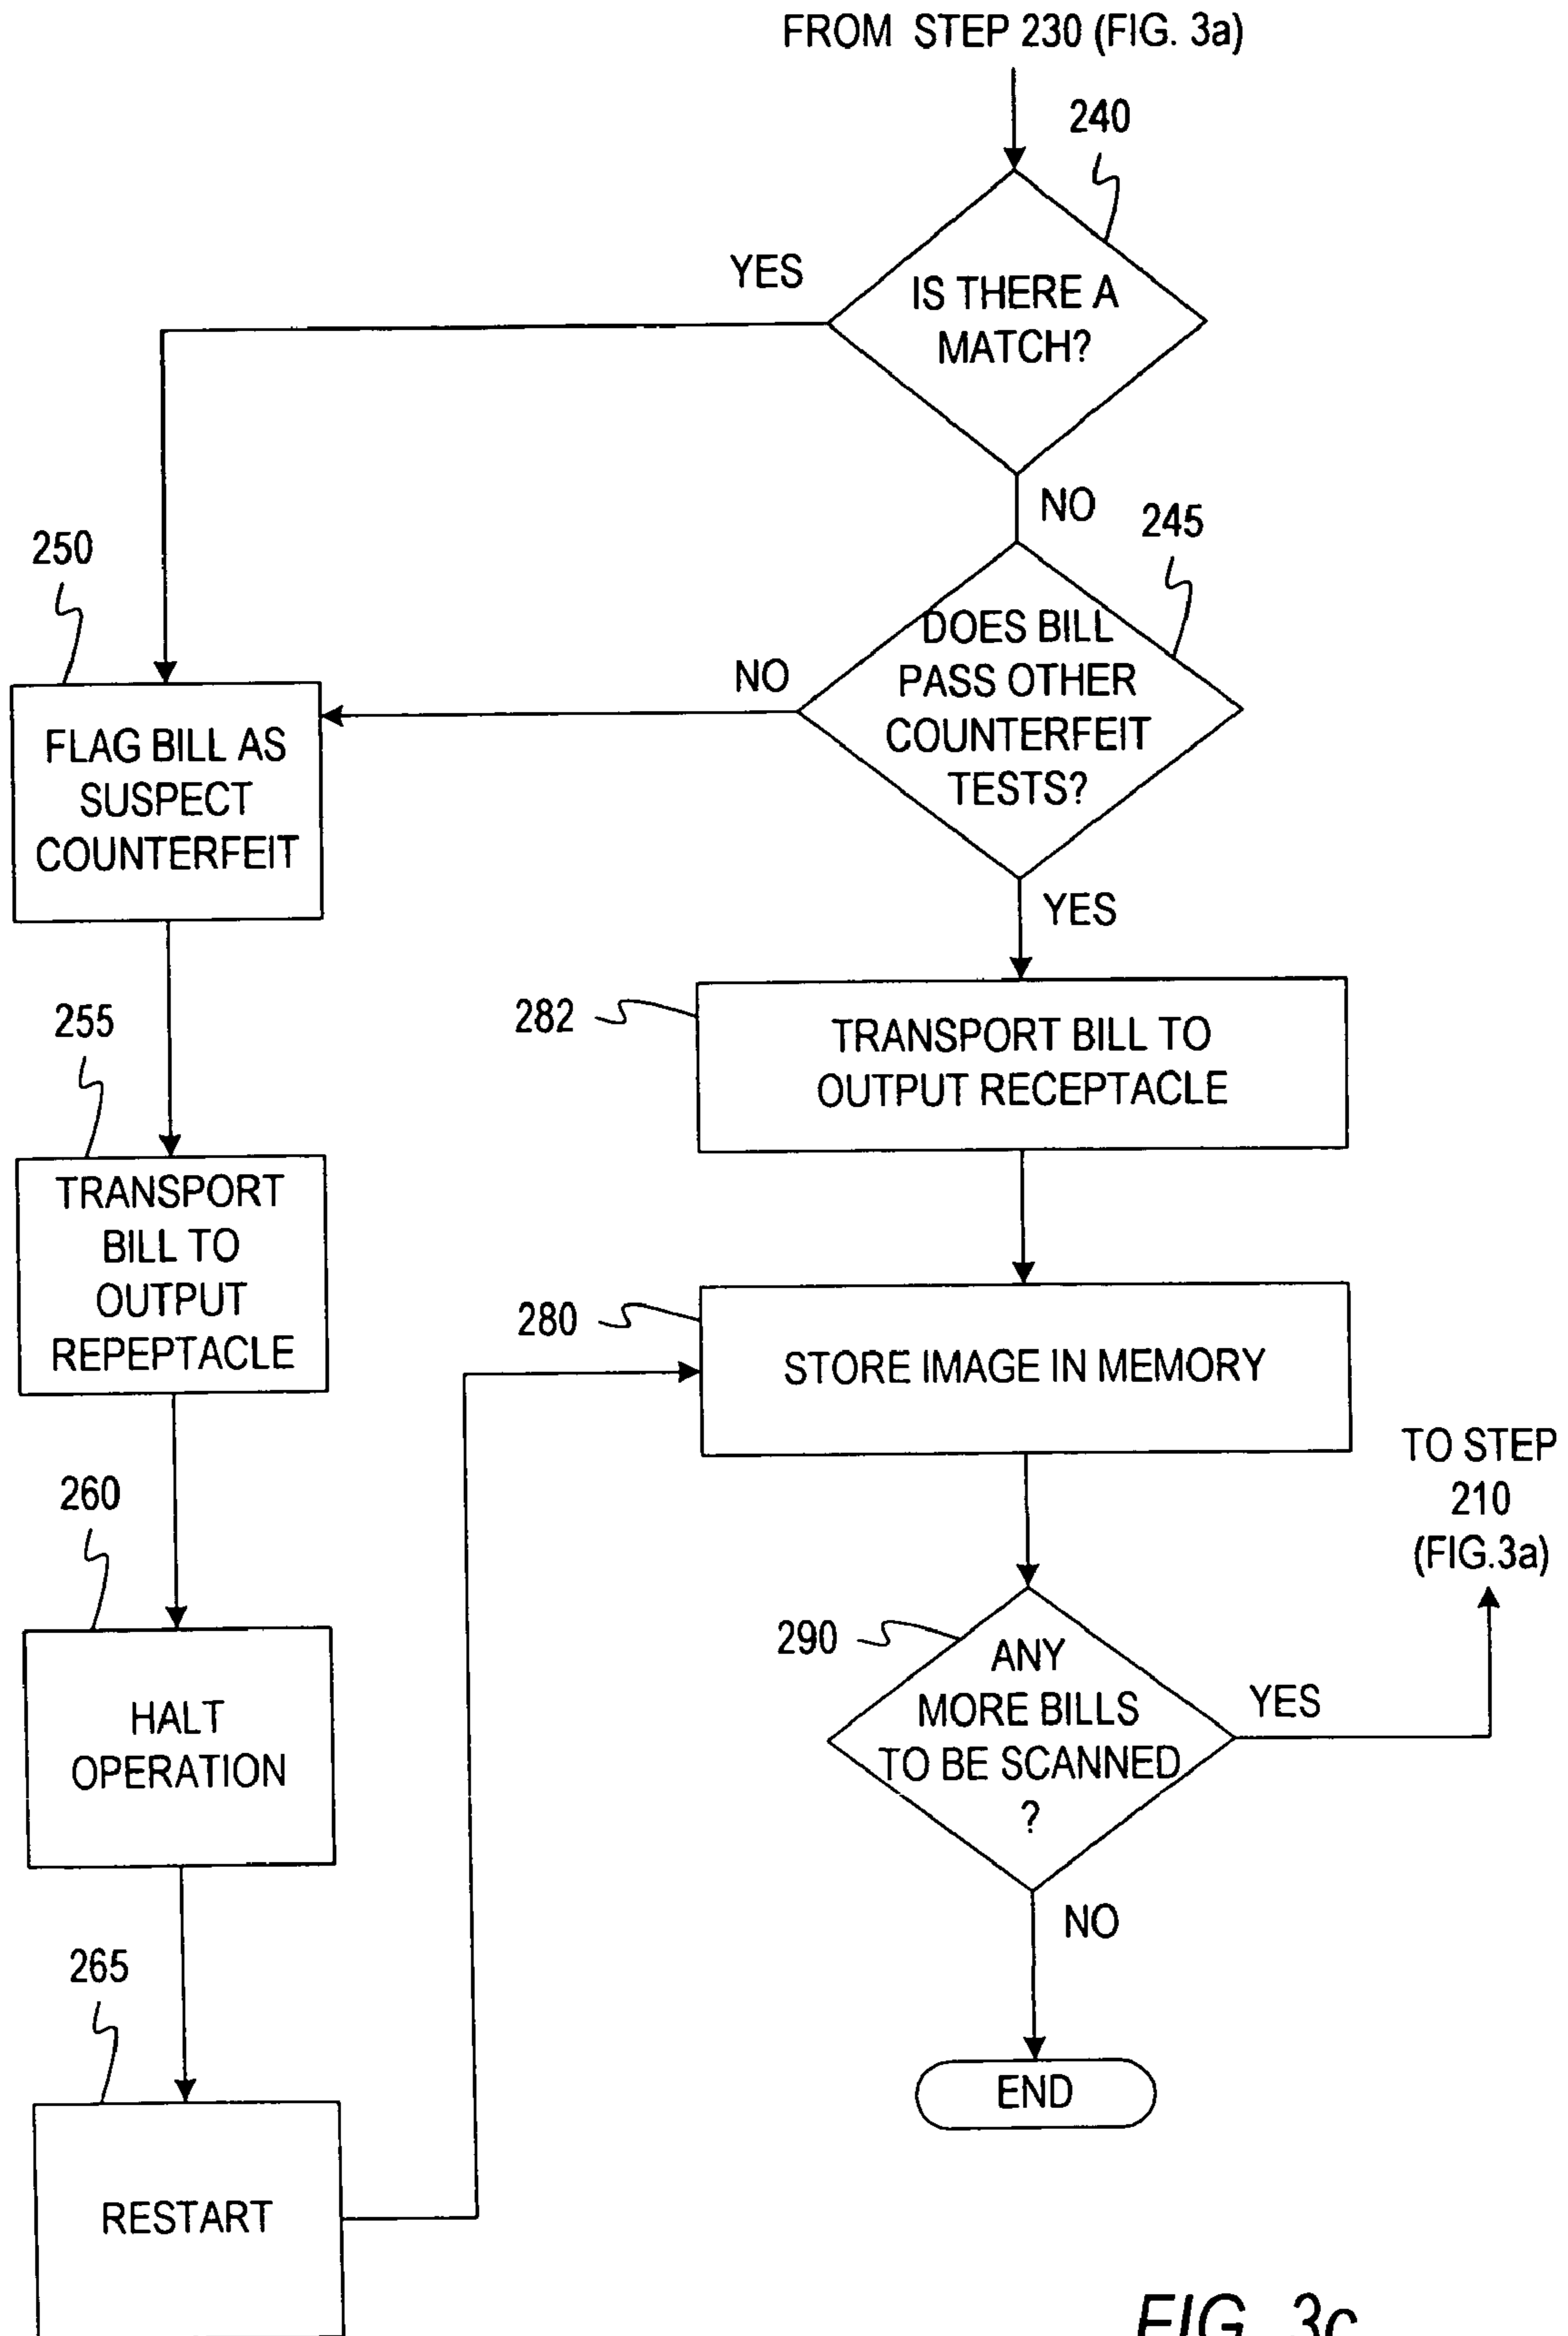 FROM STEP 230 (FIG. 3a)
240
YES
IS THERE A
MATCH?
NO
245
250
DOES BILL
PASS OTHER
COUNTERFEIT
TESTS?
NO
FLAG BILL AS
SUSPECT
COUNTERFEIT
YES
255
282
TRANSPORT BILL TO
OUTPUT RECEPTACLE
TRANSPORT
BILL TO
OUTPUT
REPEPTACLE
280
STORE IMAGE IN MEMORY
TO STEP
210
(FIG.3a)
260
290
ANY
MORE BILLS
TO BE SCANNED
?
YES
HALT
OPERATION
NO
265
END
RESTART
FIG. 3c